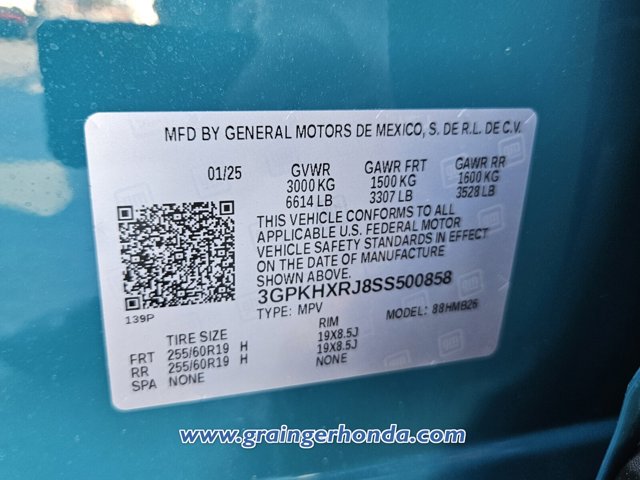 MFD BY GENERAL MOTORS DE MEXICO, S. DE R.L. DE C.V.
01/25 GVWR GAWR FRT GAWR RR
3000 KG 1500 KG 1600 KG
6614 LB 3307 LB 3528 LB
THIS VEHICLE CONFORMS TO ALL
APPLICABLE U.S. FEDERAL MOTOR
VEHICLE SAFETY STANDARDS IN EFFECT
ON THE DATE OF MANUFACTURE
SHOWN ABOVE.
3GPKHXRJ8SS500858
139P TYPE: MPV MODEL: 88HMB26
TIRE SIZE RIM
FRT 255/60R19 H 19X8.5J
RR 255/60R19 H 19X8.5J
SPA NONE NONE
www.graingerhonda.com